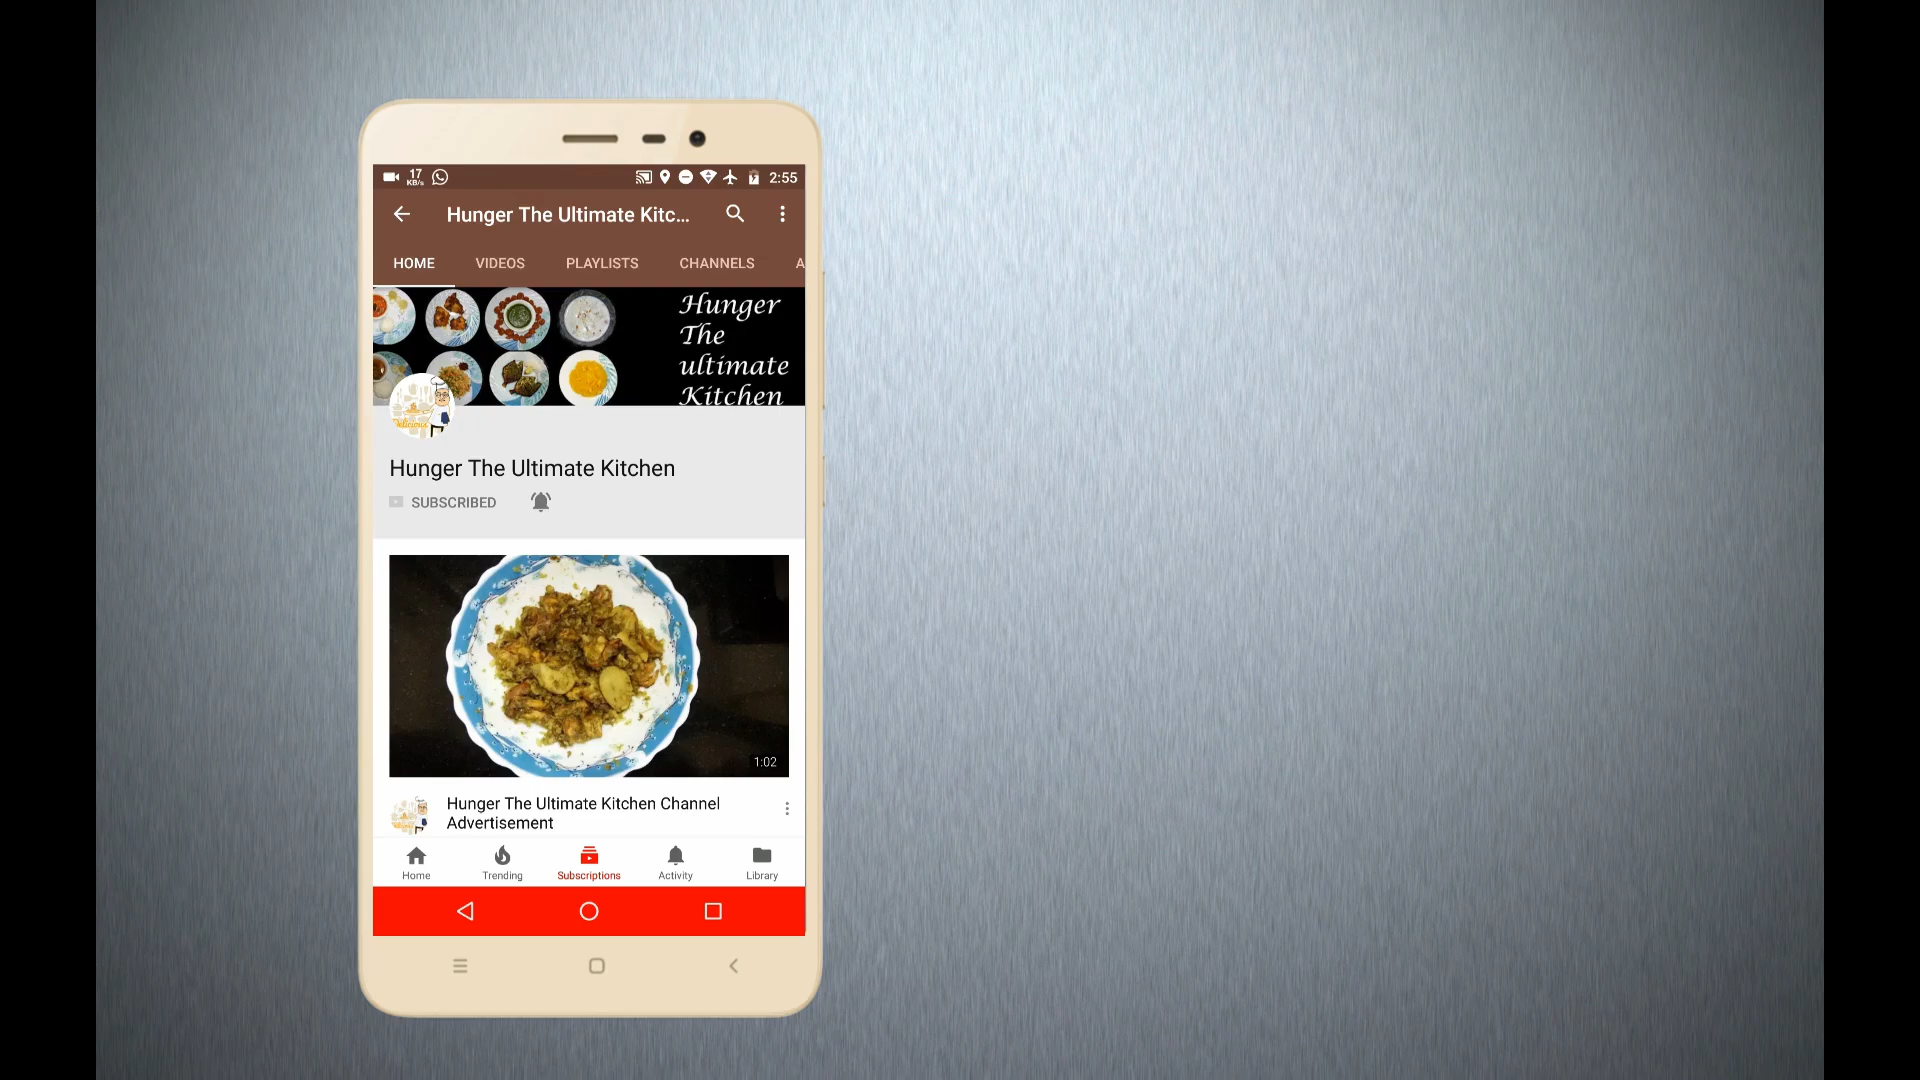 17
KB/s
2:55
Hunger The Ultimate Kitc...
HOME VIDEOS PLAYLISTS CHANNELS A
Hunger
The
ultimate
Kitchen
Delicious
Hunger The Ultimate Kitchen
SUBSCRIBED
1:02
Hunger The Ultimate Kitchen Channel
Advertisement
Home Trending Subscriptions Activity Library